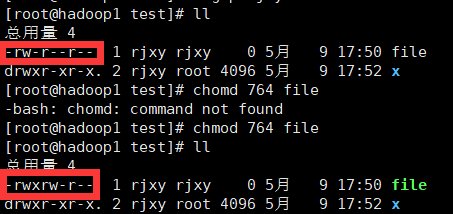 [root@hadoop1 test]# ll
总用量 4
-rw-r--r-- 1 rjxy rjxy    0 5月   9 17:50 file
drwxr-xr-x. 2 rjxy root 4096 5月   9 17:52 x
[root@hadoop1 test]# chomd 764 file
-bash: chomd: command not found
[root@hadoop1 test]# chmod 764 file
[root@hadoop1 test]# ll
总用量 4
-rwxrw-r-- 1 rjxy rjxy    0 5月   9 17:50 file
drwxr-xr-x. 2 rjxy root 4096 5月   9 17:52 x